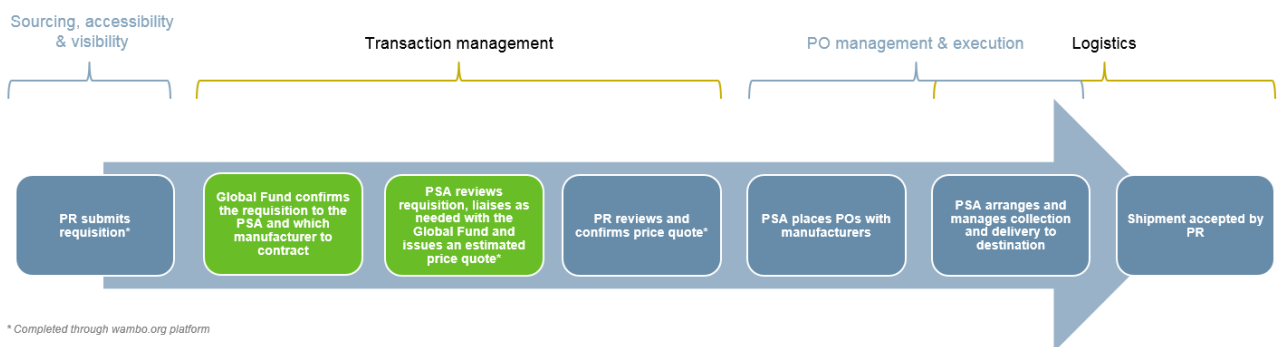 Sourcing, accessibility
& visibility
Transaction management
PO management & execution
Logistics
PR submits
requisition*
Global Fund confirms
the requisition to the
PSA and which
manufacturer to
contract
PSA reviews
requisition, liaises as
needed with the
Global Fund and
issues an estimated
price quote*
PR reviews and
confirms price quote*
PSA places POs with
manufacturers
PSA arranges and
manages collection
and delivery to
destination
Shipment accepted by
PR
* Completed through wambo.org platform